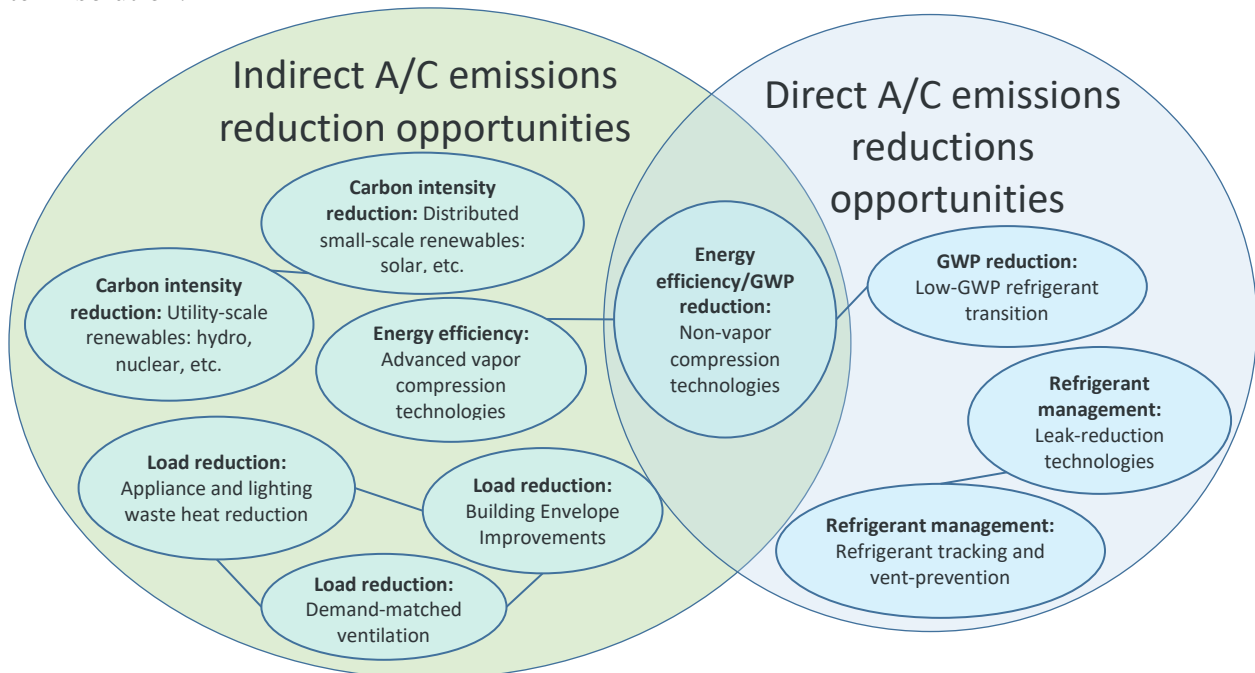 Indirect A/C emissions
reduction opportunities
Direct A/C emissions
reductions
opportunities
Carbon intensity
reduction: Distributed
small-scale renewables:
solar, etc.
Carbon intensity
reduction: Utility-scale
renewables: hydro,
nuclear, etc.
Energy efficiency:
Advanced vapor
compression
technologies
Energy
efficiency/GWP
reduction:
Non-vapor
compression
technologies
GWP reduction:
Low-GWP refrigerant
transition
Refrigerant
management:
Leak-reduction
technologies
Refrigerant management:
Refrigerant tracking and
vent-prevention
Load reduction:
Appliance and lighting
waste heat reduction
Load reduction:
Building Envelope
Improvements
Load reduction:
Demand-matched
ventilation